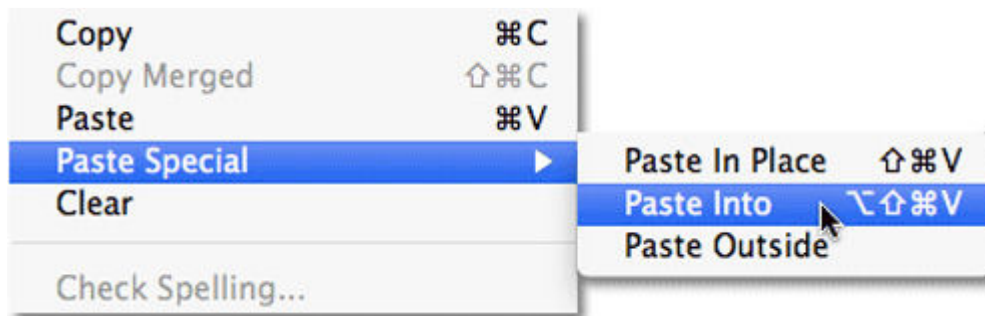 Copy ⌘C
Copy Merged ⇧⌘C
Paste ⌘V
Paste Special ▶
Clear
Check Spelling...
Paste In Place ⇧⌘V
Paste Into ⌥⇧⌘V
Paste Outside